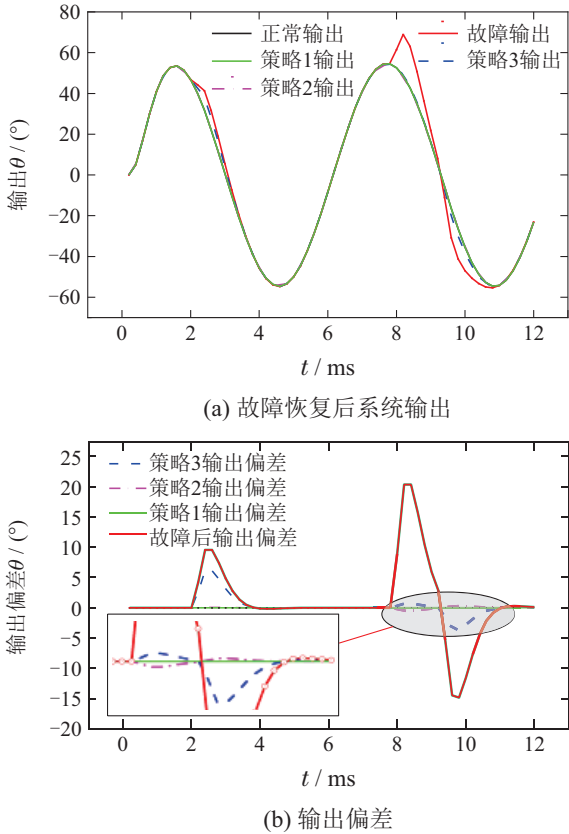 正常输出
故障输出
策略1输出
策略3输出
策略2输出
输出θ / (°)
60
40
20
0
−20
−40
−60
0 2 4 6 8 10 12
t / ms
(a) 故障恢复后系统输出
策略3输出偏差
策略2输出偏差
策略1输出偏差
故障后输出偏差
输出偏差θ / (°)
25
20
15
10
5
0
−5
−10
−15
−20
0 2 4 6 8 10 12
t / ms
(b) 输出偏差